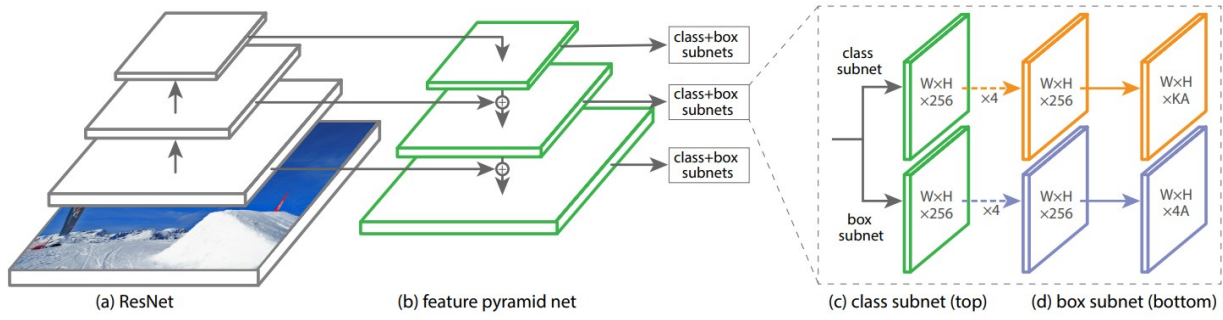 class+box
subnets
class+box
subnets
class+box
subnets
class
subnet
W×H
×256
×4
W×H
×256
W×H
×KA
box
subnet
W×H
×256
×4
W×H
×256
W×H
×4A
(a) ResNet
(b) feature pyramid net
(c) class subnet (top)
(d) box subnet (bottom)